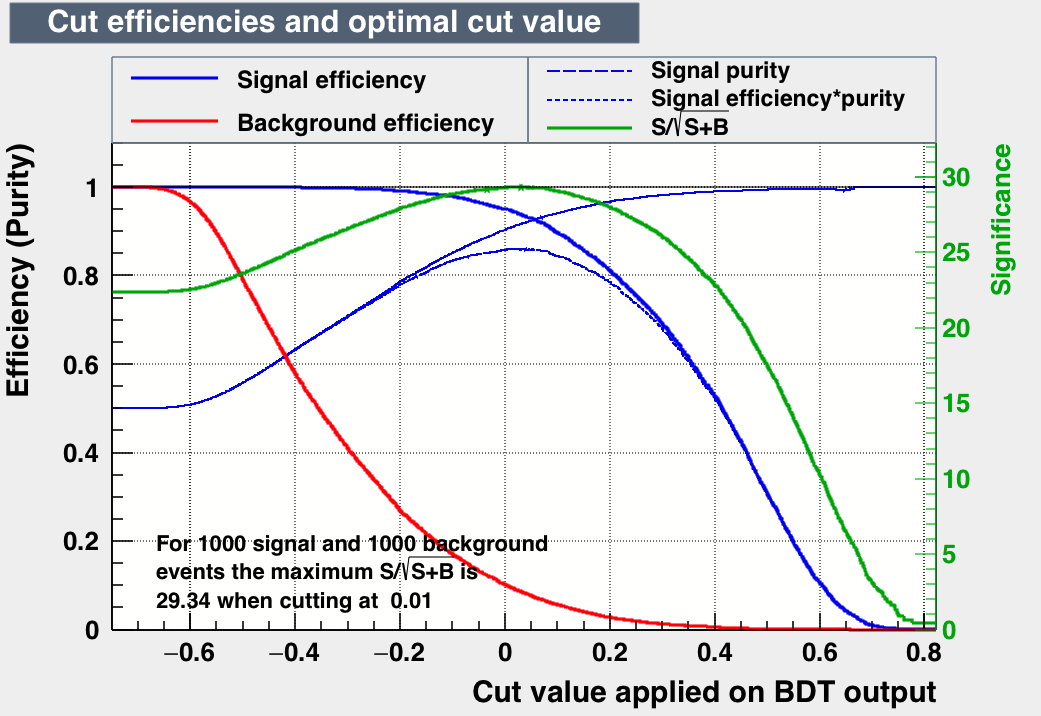 Cut efficiencies and optimal cut value
Signal efficiency
Background efficiency
Signal purity
Signal efficiency*purity
S/√S+B
Efficiency (Purity)
1
0.8
0.6
0.4
0.2
0
Significance
30
25
20
15
10
5
0
For 1000 signal and 1000 background
events the maximum S/√S+B is
29.34 when cutting at 0.01
−0.6 −0.4 −0.2 0 0.2 0.4 0.6 0.8
Cut value applied on BDT output